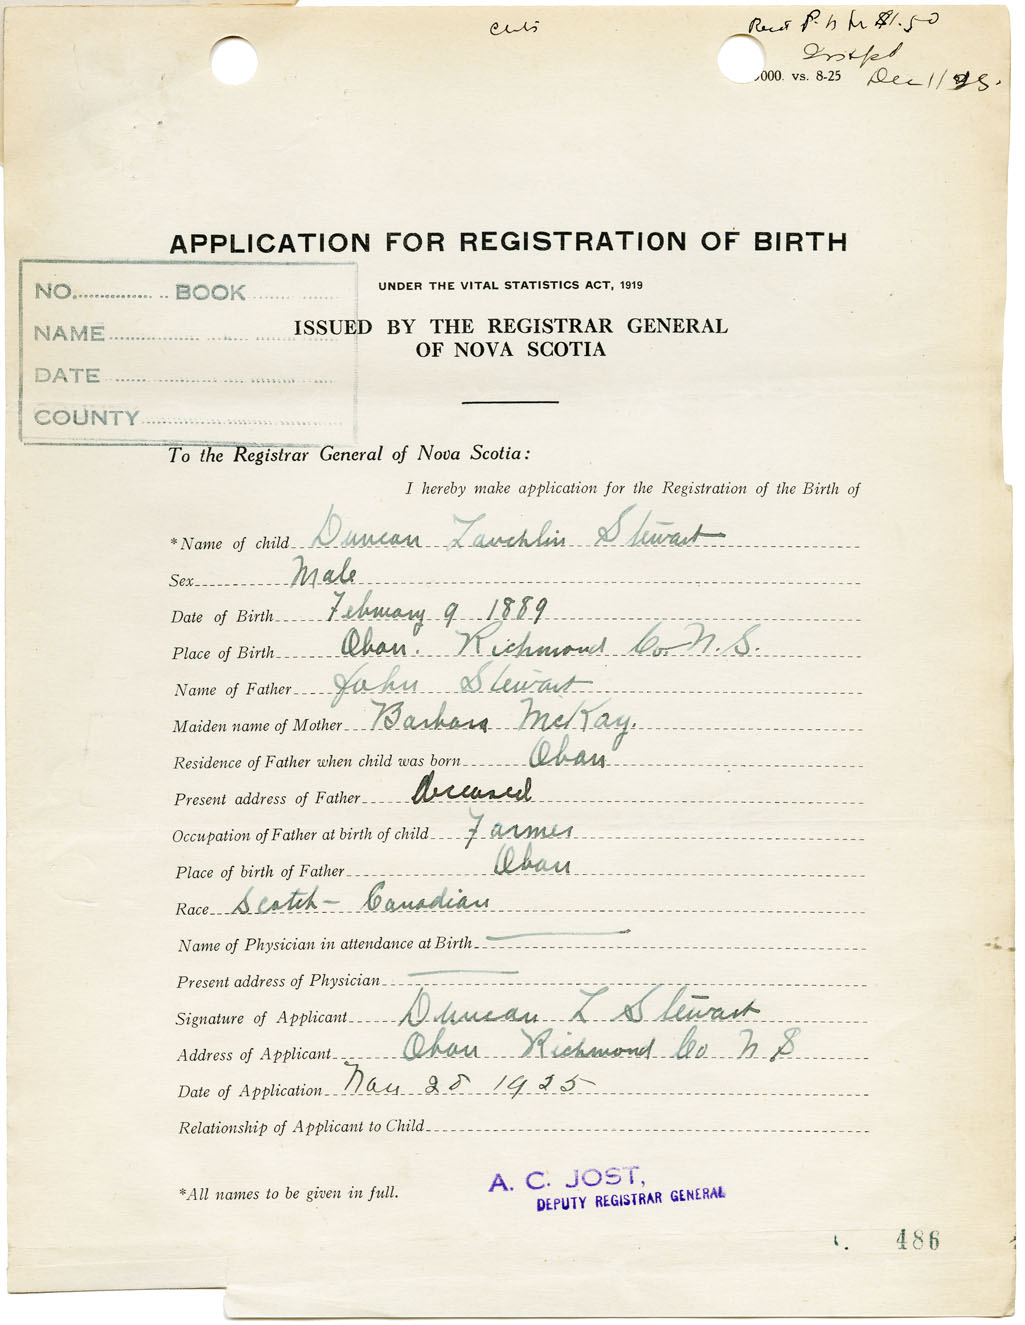 Rec'd P. N for $1.50
000. vs. 8-25 Dec 11/25.
APPLICATION FOR REGISTRATION OF BIRTH
UNDER THE VITAL STATISTICS ACT, 1919
ISSUED BY THE REGISTRAR GENERAL
OF NOVA SCOTIA
NO. BOOK
NAME
DATE
COUNTY
To the Registrar General of Nova Scotia:
I hereby make application for the Registration of the Birth of
*Name of child Duncan Lauchlin Stewart
Sex Male
Date of Birth February 9 1889
Place of Birth Oban. Richmond Co. N. S.
Name of Father John Stewart
Maiden name of Mother Barbara McKay.
Residence of Father when child was born Oban
Present address of Father Deceased
Occupation of Father at birth of child Farmer
Place of birth of Father Oban
Race Scotch - Canadian
Name of Physician in attendance at Birth
Present address of Physician
Signature of Applicant Duncan L Stewart
Address of Applicant Oban Richmond Co N S
Date of Application Nov 28 1925
Relationship of Applicant to Child
*All names to be given in full.
A. C. JOST,
DEPUTY REGISTRAR GENERAL
486